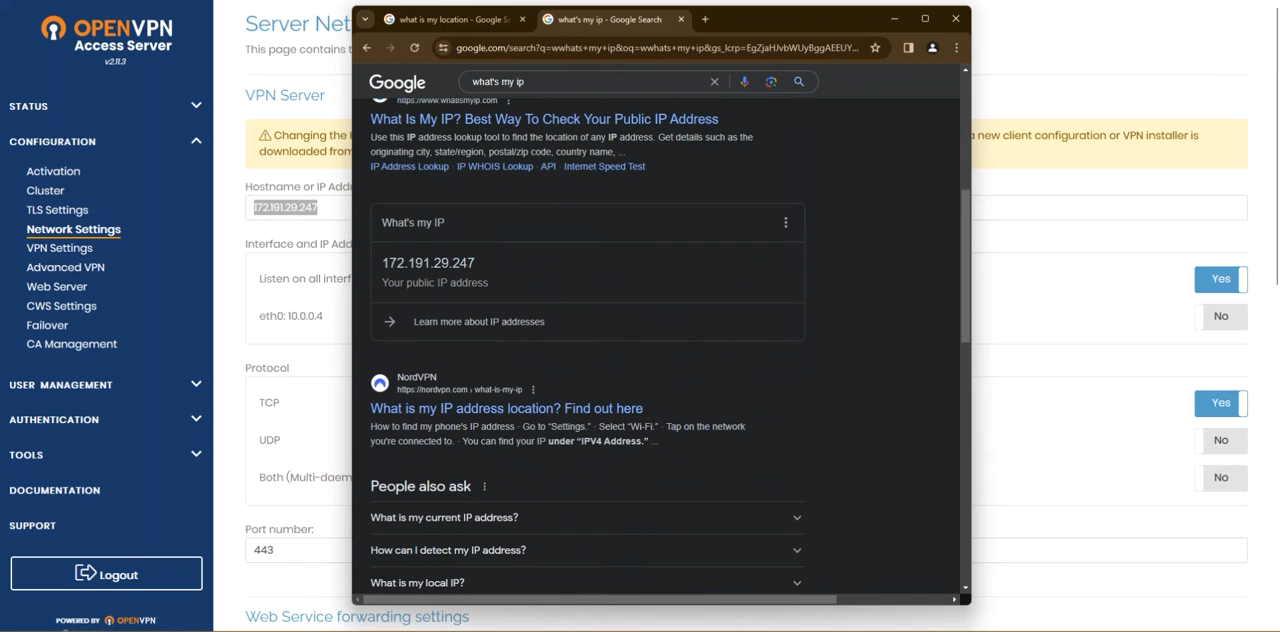 OPENVPN
Access Server
v2.11.3
STATUS
CONFIGURATION
Activation
Cluster
TLS Settings
Network Settings
VPN Settings
Advanced VPN
Web Server
CWS Settings
Failover
CA Management
USER MANAGEMENT
AUTHENTICATION
TOOLS
DOCUMENTATION
SUPPORT
Logout
POWERED BY OPENVPN
Server Net
This page contains t
VPN Server
Changing the
a new client configuration or VPN installer is
downloaded from
Hostname or IP Addr
172.191.29.247
Interface and IP Add
Listen on all interf
Yes
eth0: 10.0.0.4
No
Protocol
TCP
Yes
UDP
No
Both (Multi-daem
No
Port number:
443
Web Service forwarding settings
what is my location - Google S
what's my ip - Google Search
google.com/search?q=wwhats+my+ip&oq=wwhats+my+ip&gs_lcrp=EgZjaHJvbWUyBggAEEUY...
Google
what's my ip
https://www.whatismyip.com
What Is My IP? Best Way To Check Your Public IP Address
Use this IP address lookup tool to find the location of any IP address. Get details such as the
originating city, state/region, postal/zip code, country name, ...
IP Address Lookup · IP WHOIS Lookup · API · Internet Speed Test
What's my IP
172.191.29.247
Your public IP address
Learn more about IP addresses
NordVPN
https://nordvpn.com › what-is-my-ip
What is my IP address location? Find out here
How to find my phone's IP address · Go to “Settings.” · Select “Wi-Fi.” · Tap on the network
you're connected to. · You can find your IP under “IPV4 Address.” ...
People also ask
What is my current IP address?
How can I detect my IP address?
What is my local IP?